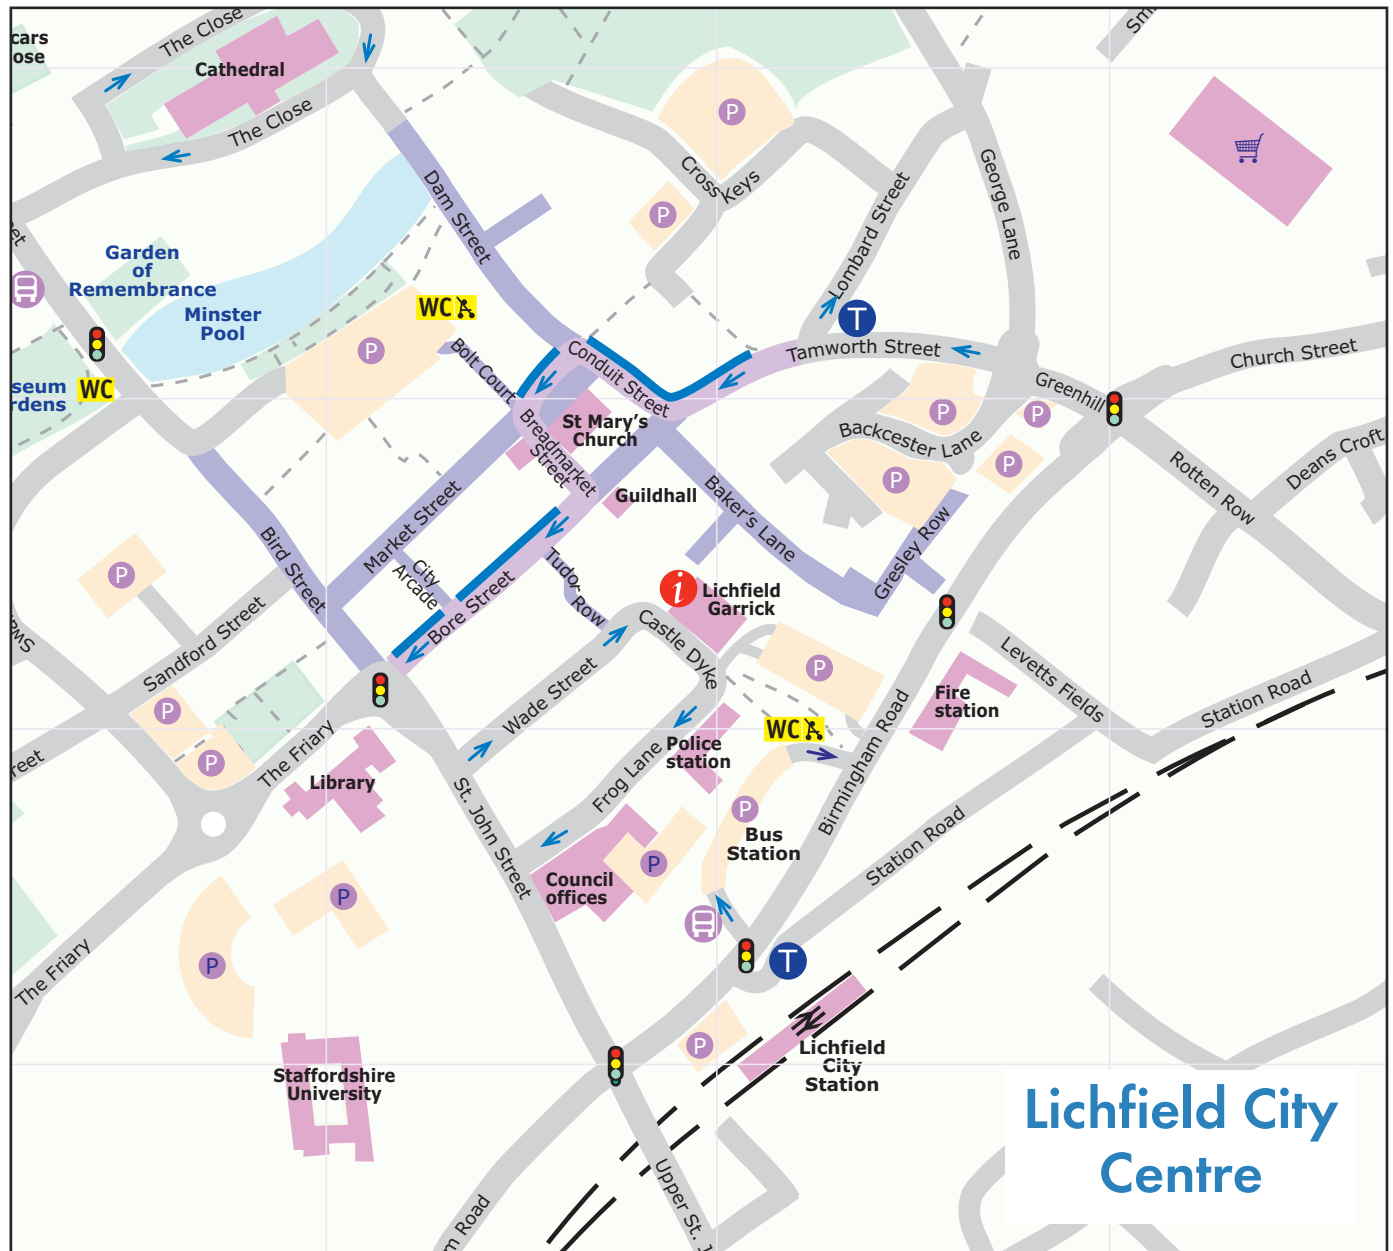 cars
ose
The Close
Cathedral
The Close
Sm
P
Cross Keys
P
George Lane
Lombard Street
Dam Street
Garden
of
Remembrance
Minster
Pool
WC
P
T
Tamworth Street
Church Street
Greenhill
Bolt Court
Conduit Street
seum
rdens
WC
St Mary's
Church
Breadmarket
Street
P
P
Backcester Lane
P
P
Deans Croft
Rotten Row
Guildhall
Market Street
Baker's Lane
Gresley Row
Bird Street
City
Arcade
Tudor Row
Bore Street
P
i
Lichfield
Garrick
Castle Dyke
Sandford Street
Wade Street
P
Levetts Fields
Fire
station
Station Road
P
P
The Friary
Library
reet
WC
Police
station
Frog Lane
Birmingham Road
P
Bus
Station
St. John Street
Station Road
Council
offices
P
P
P
The Friary
T
P
Lichfield
City
Station
Staffordshire
University
Upper St. J
m Road
Lichfield City
Centre